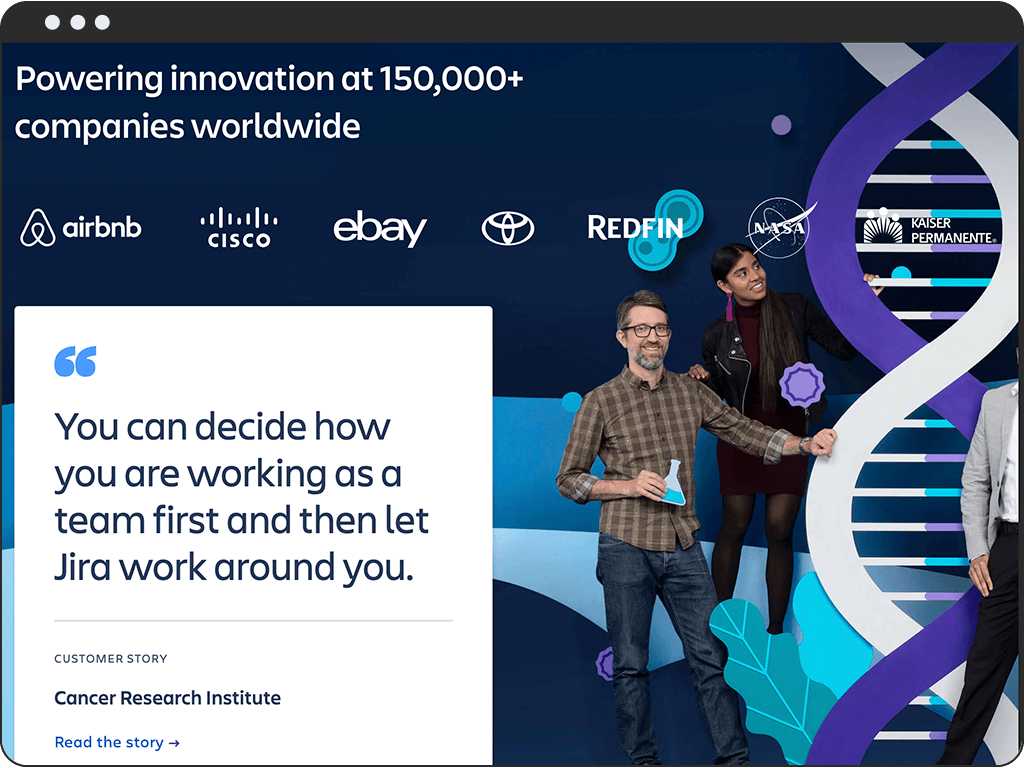 Powering innovation at 150,000+
companies worldwide
airbnb
CISCO
ebay
REDFIN
NASA
KAISER
PERMANENTE®
“
You can decide how
you are working as a
team first and then let
Jira work around you.
CUSTOMER STORY
Cancer Research Institute
Read the story →